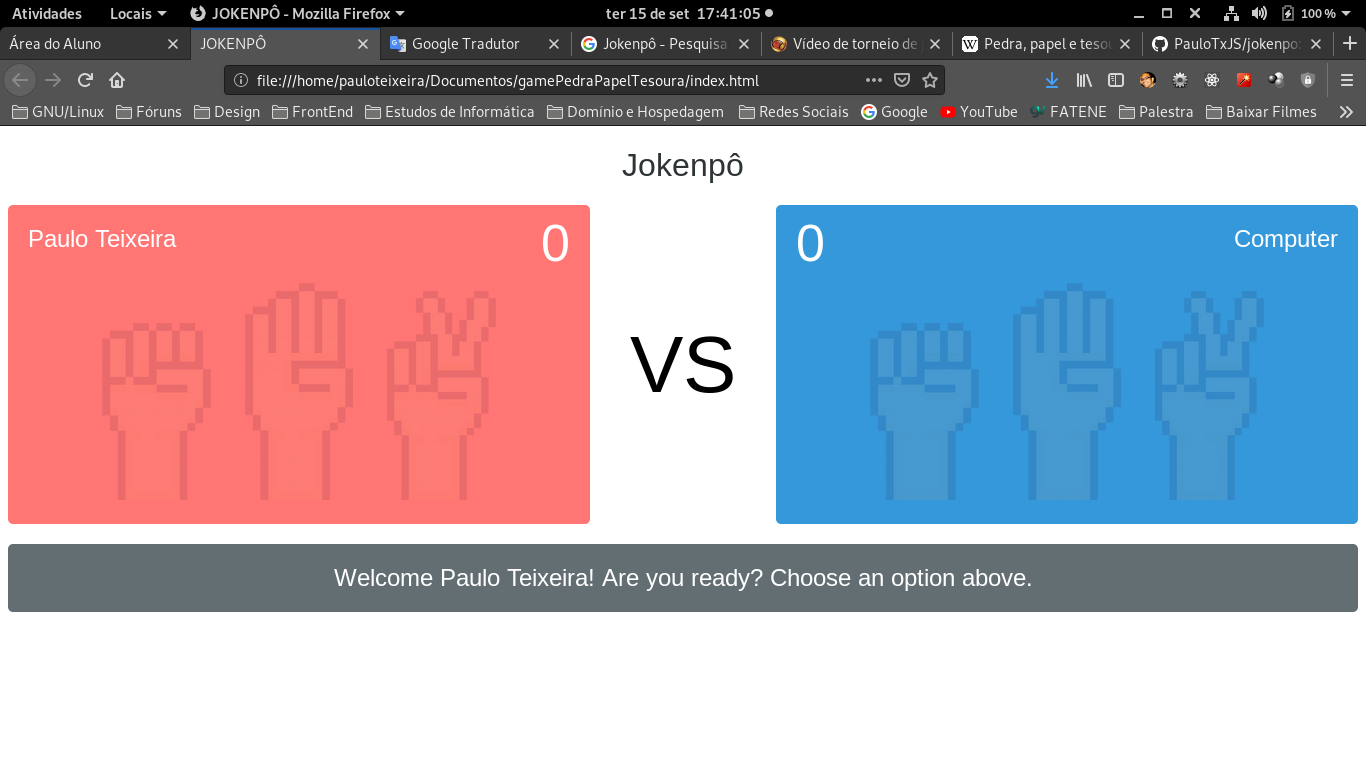 Atividades Locais JOKENPÔ - Mozilla Firefox ter 15 de set 17:41:05 100 %
Área do Aluno JOKENPÔ Google Tradutor Jokenpô - Pesquisa Vídeo de torneio de Pedra, papel e tesou PauloTxJS/jokenpo
file:///home/pauloteixeira/Documentos/gamePedraPapelTesoura/index.html
GNU/Linux Fóruns Design FrontEnd Estudos de Informática Domínio e Hospedagem Redes Sociais Google YouTube FATENE Palestra Baixar Filmes
Jokenpô
Paulo Teixeira 0 0 Computer
VS
Welcome Paulo Teixeira! Are you ready? Choose an option above.